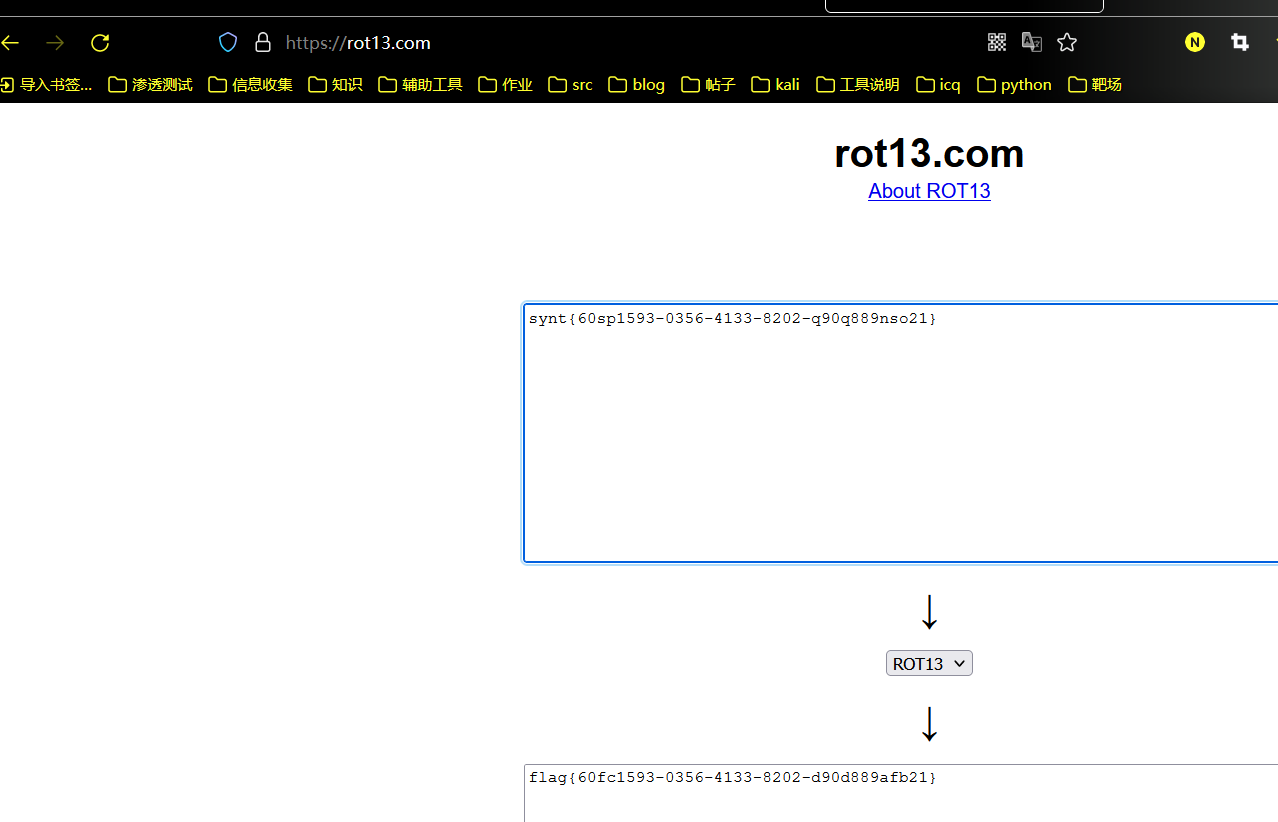 https://rot13.com
N
导入书签... 渗透测试 信息收集 知识 辅助工具 作业 src blog 帖子 kali 工具说明 icq python 靶场
rot13.com
About ROT13
synt{60sp1593-0356-4133-8202-q90q889nso21}
ROT13
flag{60fc1593-0356-4133-8202-d90d889afb21}